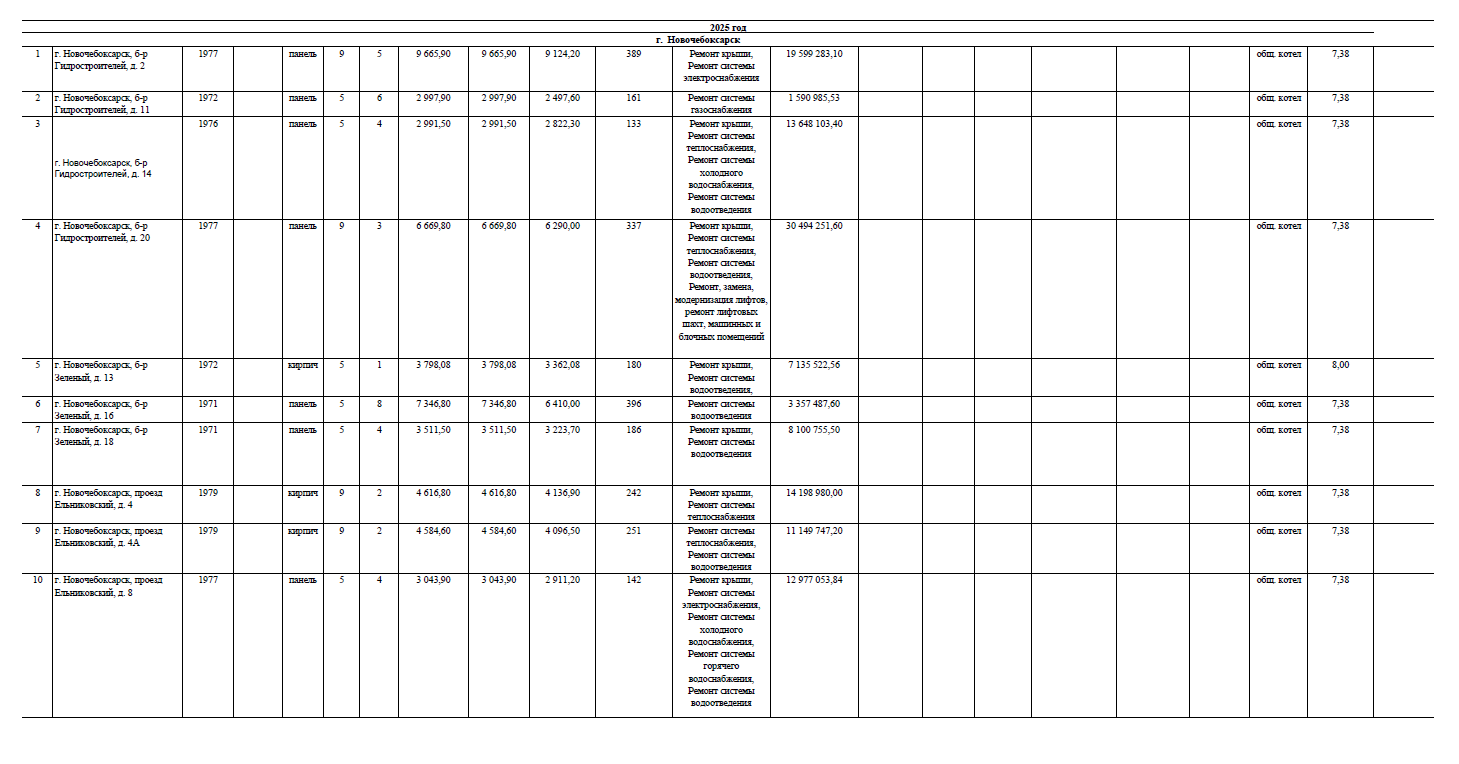 2025 год
г. Новочебоксарск
1 г. Новочебоксарск, б-р 1977 панель 9 5 9 665,90 9 665,90 9 124,20 389 Ремонт крыши, 19 599 283,10 общ. котел 7,38
Гидростроителей, д. 2 Ремонт системы
электроснабжения
2 г. Новочебоксарск, б-р 1972 панель 5 6 2 997,90 2 997,90 2 497,60 161 Ремонт системы 1 590 985,53 общ. котел 7,38
Гидростроителей, д. 11 газоснабжения
3 1976 панель 5 4 2 991,50 2 991,50 2 822,30 133 Ремонт крыши, 13 648 103,40 общ. котел 7,38
Ремонт системы
теплоснабжения,
г. Новочебоксарск, б-р Ремонт системы
Гидростроителей, д. 14 холодного
водоснабжения,
Ремонт системы
водоотведения
4 г. Новочебоксарск, б-р 1977 панель 9 3 6 669,80 6 669,80 6 290,00 337 Ремонт крыши, 30 494 251,60 общ. котел 7,38
Гидростроителей, д. 20 Ремонт системы
теплоснабжения,
Ремонт системы
водоотведения,
Ремонт, замена,
модернизация лифтов,
ремонт лифтовых
шахт, машинных и
блочных помещений
5 г. Новочебоксарск, б-р 1972 кирпич 5 1 3 798,08 3 798,08 3 362,08 180 Ремонт крыши, 7 135 522,56 общ. котел 8,00
Зеленый, д. 13 Ремонт системы
водоотведения,
6 г. Новочебоксарск, б-р 1971 панель 5 8 7 346,80 7 346,80 6 410,00 396 Ремонт системы 3 357 487,60 общ. котел 7,38
Зеленый, д. 16 водоотведения
7 г. Новочебоксарск, б-р 1971 панель 5 4 3 511,50 3 511,50 3 223,70 186 Ремонт крыши, 8 100 755,50 общ. котел 7,38
Зеленый, д. 18 Ремонт системы
водоотведения
8 г. Новочебоксарск, проезд 1979 кирпич 9 2 4 616,80 4 616,80 4 136,90 242 Ремонт крыши, 14 198 980,00 общ. котел 7,38
Ельниковский, д. 4 Ремонт системы
теплоснабжения
9 г. Новочебоксарск, проезд 1979 кирпич 9 2 4 584,60 4 584,60 4 096,50 251 Ремонт системы 11 149 747,20 общ. котел 7,38
Ельниковский, д. 4А теплоснабжения,
Ремонт системы
водоотведения
10 г. Новочебоксарск, проезд 1977 панель 5 4 3 043,90 3 043,90 2 911,20 142 Ремонт крыши, 12 977 053,84 общ. котел 7,38
Ельниковский, д. 8 Ремонт системы
электроснабжения,
Ремонт системы
холодного
водоснабжения,
Ремонт системы
горячего
водоснабжения,
Ремонт системы
водоотведения